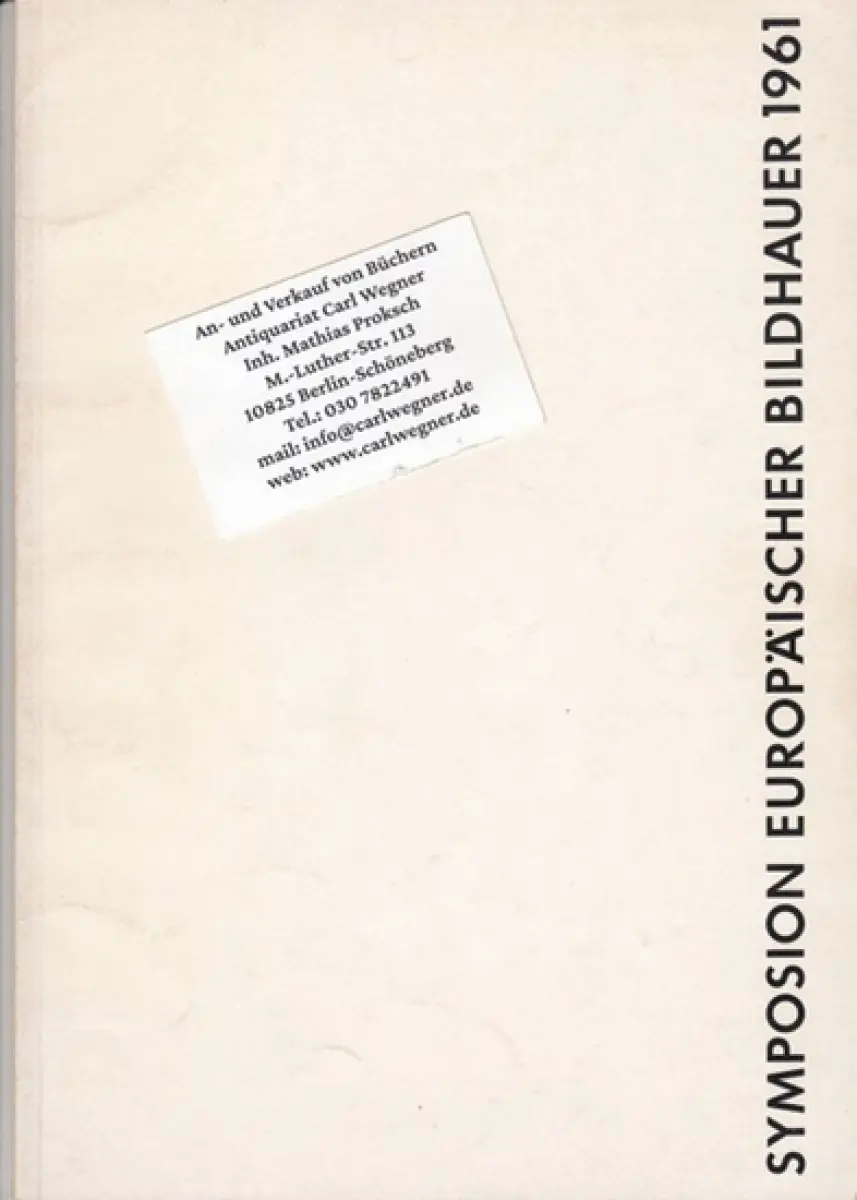 An- und Verkauf von Büchern
Antiquariat Carl Wegner
Inh. Mathias Proksch
M.-Luther-Str. 113
10825 Berlin-Schöneberg
Tel.: 030 7822491
mail: info@carlwegner.de
web: www.carlwegner.de
SYMPOSION EUROPÄISCHER BILDHAUER 1961